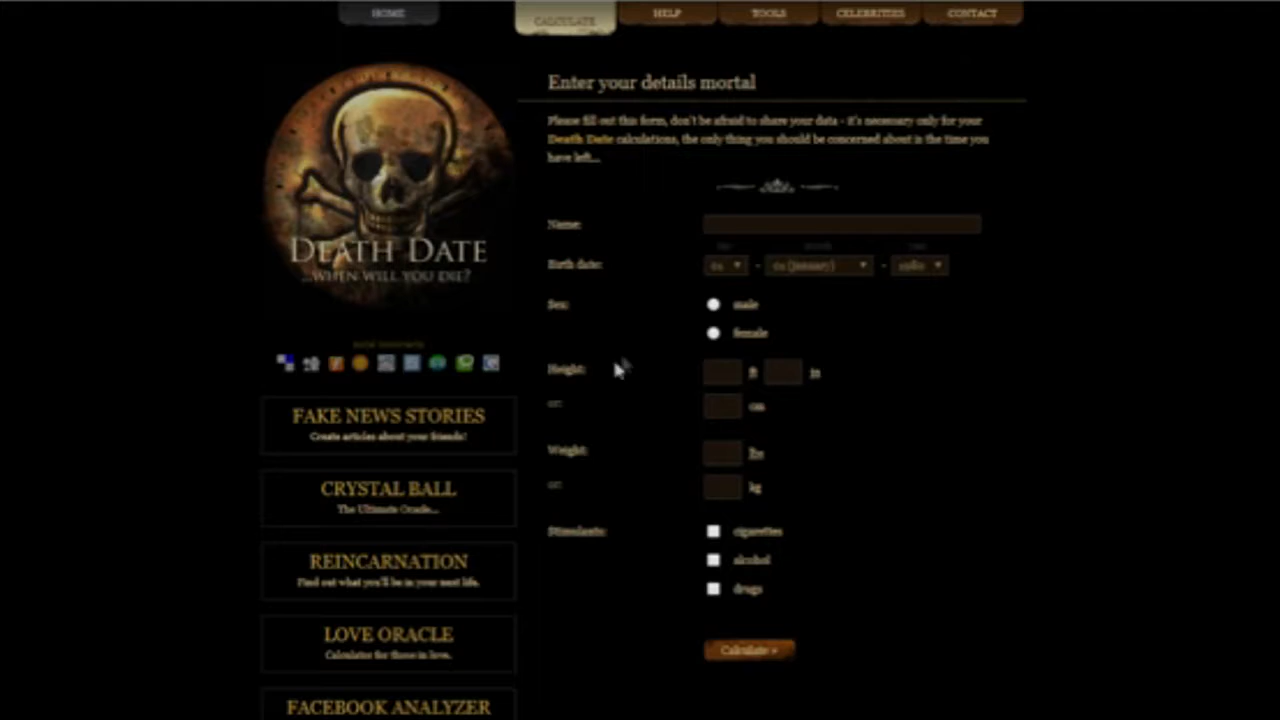 HOME
CALCULATE
HELP
TOOLS
CELEBRITIES
CONTACT
DEATH DATE
...WHEN WILL YOU DIE?
Enter your details mortal
Please fill out this form, don't be afraid to share your data - it's necessary only for your
Death Date calculations, the only thing you should be concerned about is the time you
have left...
Name:
Birth date:
01
01 (January)
1980
Sex:
male
female
Height:
ft
in
or:
cm
Weight:
lbs
or:
kg
Stimulants:
cigarettes
alcohol
drugs
Calculate »
FAKE NEWS STORIES
Create articles about your friends!
CRYSTAL BALL
The Ultimate Oracle...
REINCARNATION
Find out what you'll be in your next life.
LOVE ORACLE
Calculator for those in love.
FACEBOOK ANALYZER